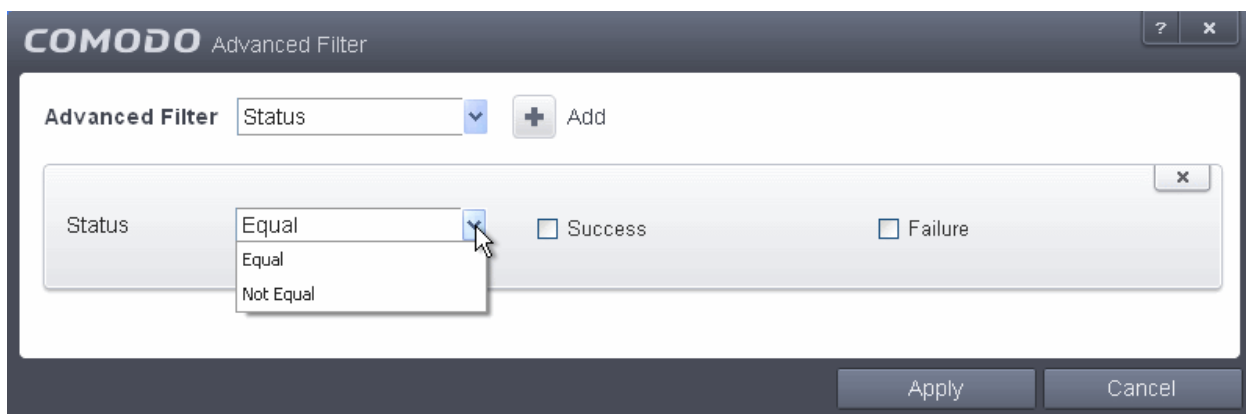 COMODO Advanced Filter ? x
Advanced Filter Status + Add
x
Status Equal Success Failure
Equal
Not Equal
Apply Cancel